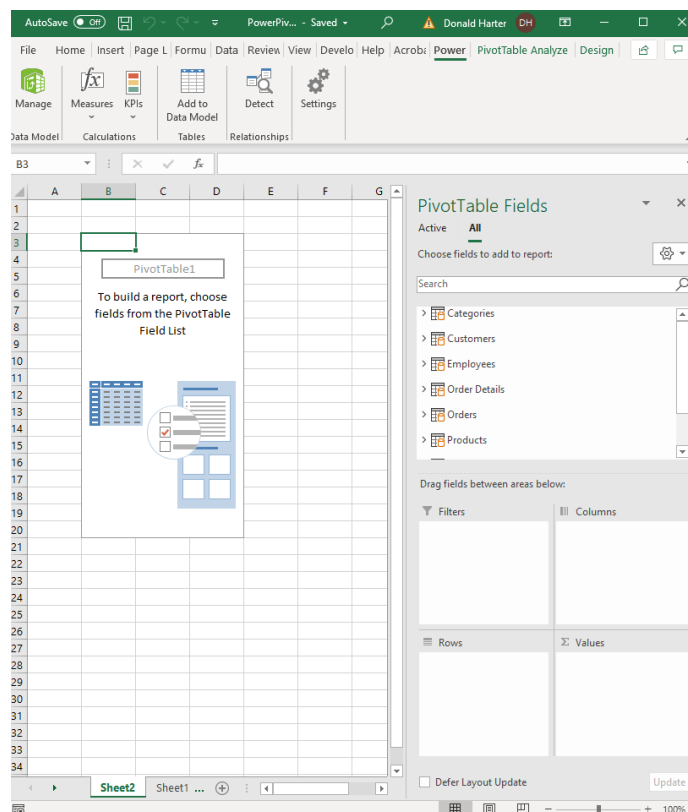 AutoSave Off PowerPiv... - Saved Donald Harter DH
File Home Insert Page L Formu Data Review View Develo Help Acrob Power PivotTable Analyze Design
Manage Measures KPIs Add to Data Model Detect Settings
Data Model Calculations Tables Relationships
B3 fx
A B C D E F G
1
2
3
4
5
6
7
8
9
10
11
12
13
14
15
16
17
18
19
20
21
22
23
24
25
26
27
28
29
30
31
32
33
34
PivotTable1
To build a report, choose
fields from the PivotTable
Field List
PivotTable Fields
Active All
Choose fields to add to report:
Search
Categories
Customers
Employees
Order Details
Orders
Products
Drag fields between areas below:
Filters Columns
Rows Σ Values
Defer Layout Update Update
Sheet2 Sheet1 ...
100%